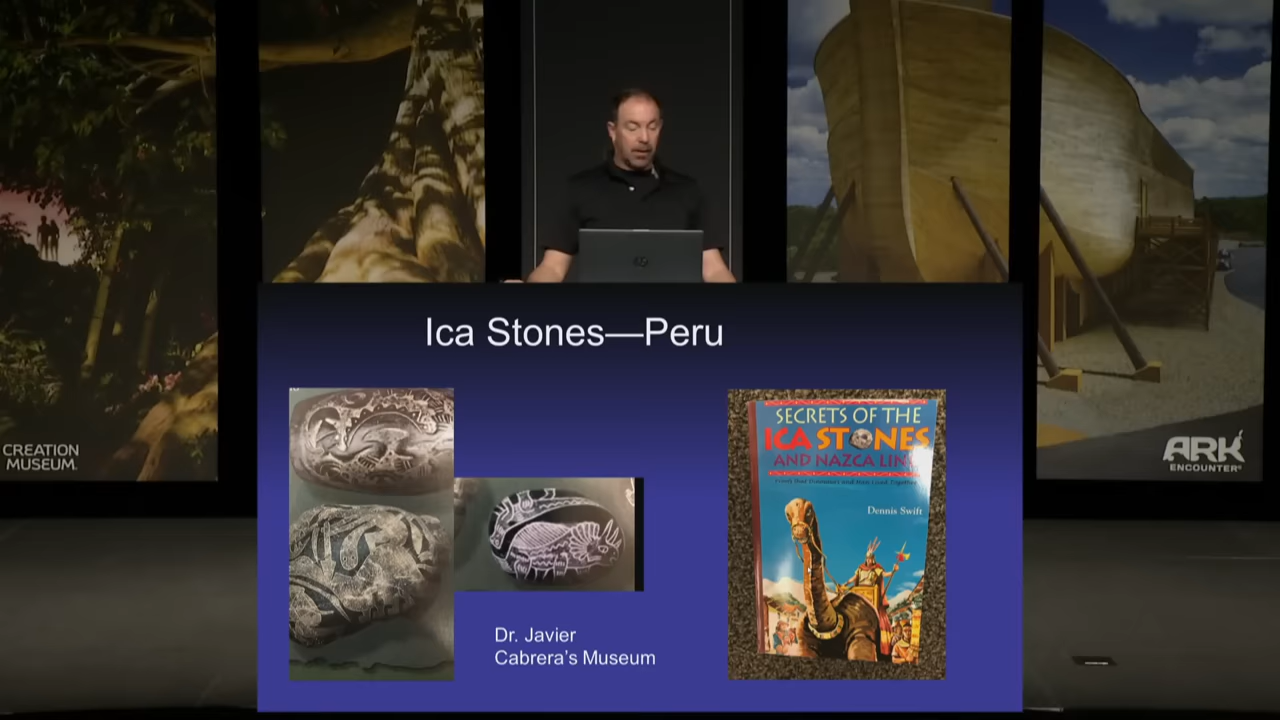 Ica Stones—Peru
SECRETS OF THE
ICA STONES
AND NAZCA LIN
Dennis Swift
Dr. Javier
Cabrera's Museum
CREATION
MUSEUM
ARK
ENCOUNTER